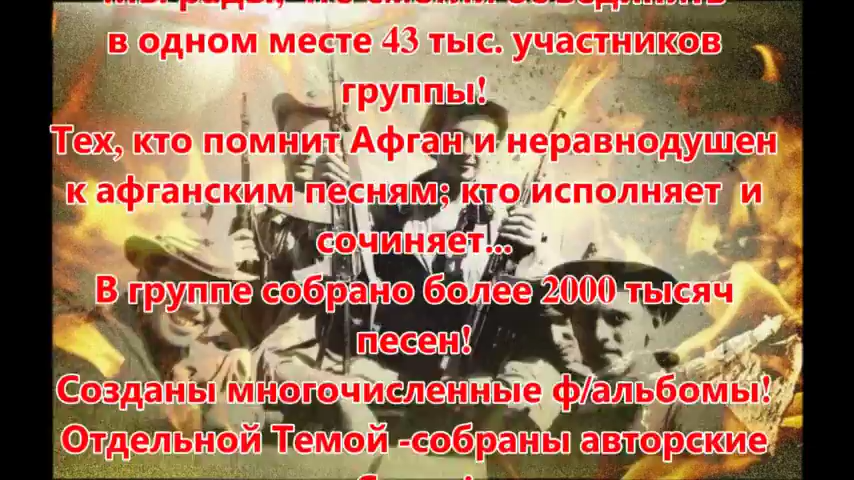 в одном месте 43 тыс. участников
группы!
Тех, кто помнит Афган и неравнодушен
к афганским песням; кто исполняет и
сочиняет...
В группе собрано более 2000 тысяч
песен!
Созданы многочисленные ф/альбомы!
Отдельной Темой -собраны авторские